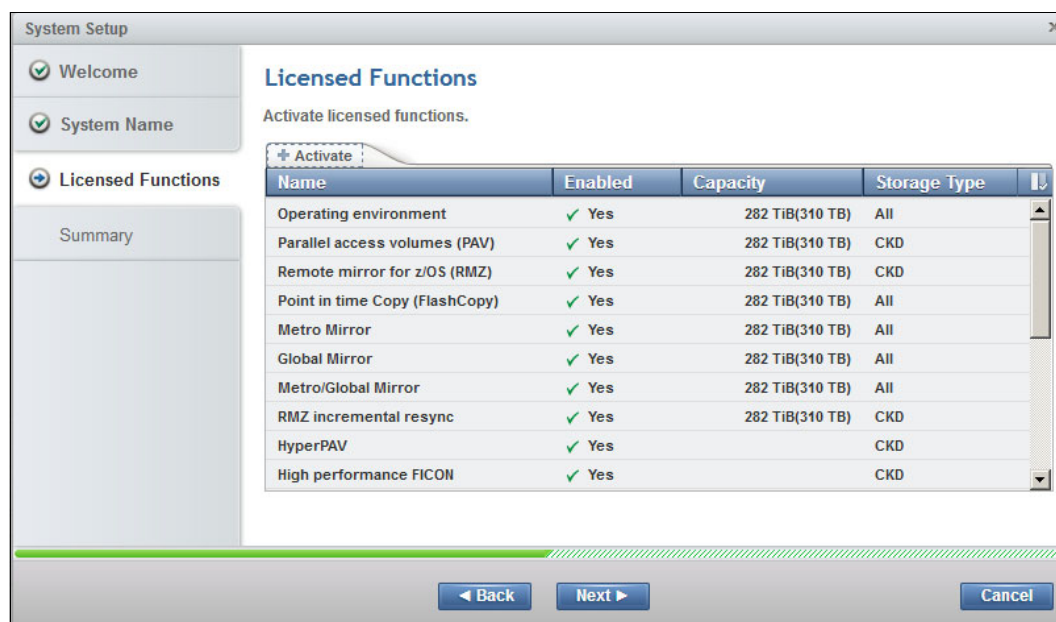 System Setup
Welcome
System Name
Licensed Functions
Summary
Licensed Functions
Activate licensed functions.
Activate
Name Enabled Capacity Storage Type
Operating environment Yes 282 TiB(310 TB) All
Parallel access volumes (PAV) Yes 282 TiB(310 TB) CKD
Remote mirror for z/OS (RMZ) Yes 282 TiB(310 TB) CKD
Point in time Copy (FlashCopy) Yes 282 TiB(310 TB) All
Metro Mirror Yes 282 TiB(310 TB) All
Global Mirror Yes 282 TiB(310 TB) All
Metro/Global Mirror Yes 282 TiB(310 TB) All
RMZ incremental resync Yes 282 TiB(310 TB) CKD
HyperPAV Yes CKD
High performance FICON Yes CKD
Back Next Cancel